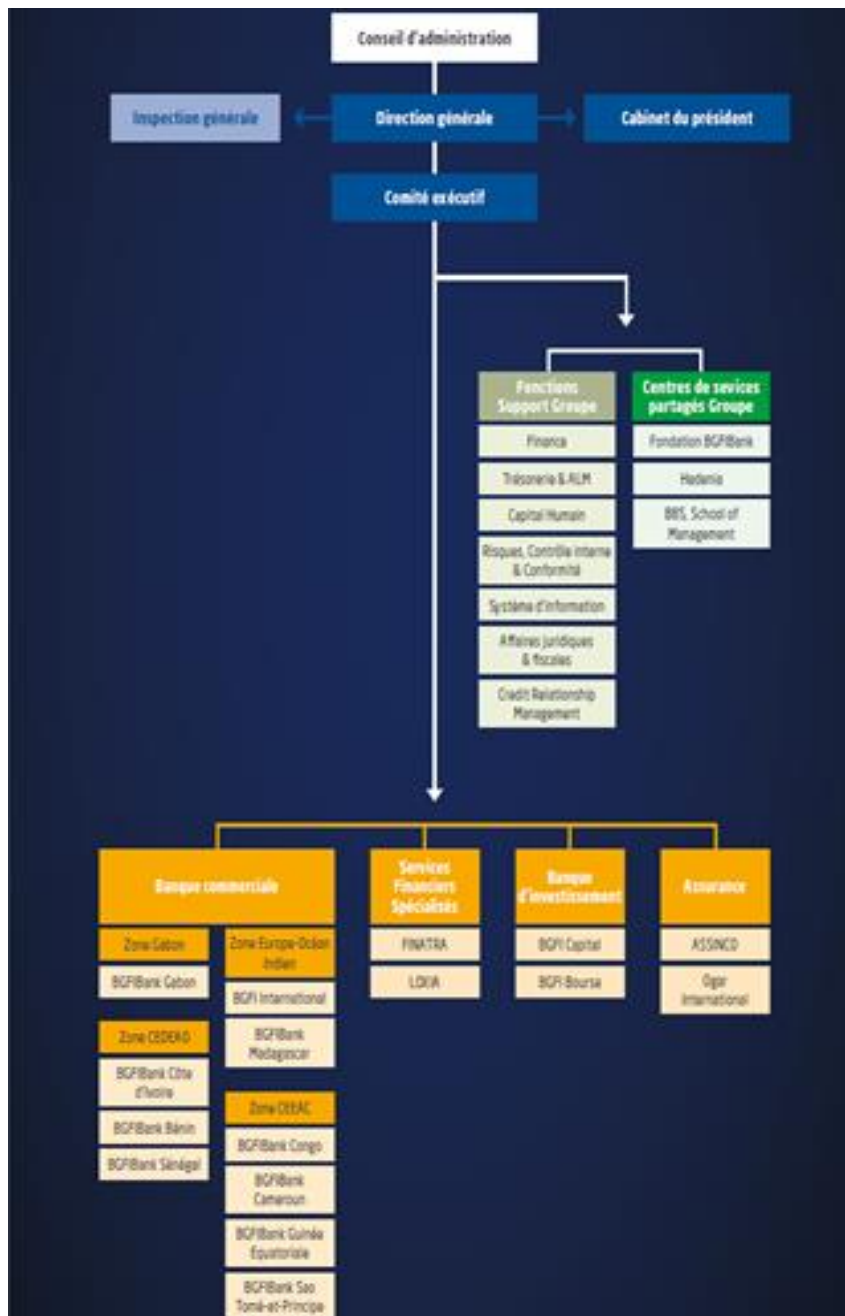 Conseil d'administration
Inspection générale
Direction générale
Cabinet du président
Comité exécutif
Fonctions
Support Groupe
Finance
Trésorerie & ALM
Capital Humain
Risques, Contrôle interne
& Conformité
Système d'information
Affaires juridiques
& fiscales
Credit Relationship
Management
Centres de sevices
partagés Groupe
Fondation BGFIBank
Hedenia
BBS, School of
Management
Banque commerciale
Zone Gabon
BGFIBank Gabon
Zone CEDEAO
BGFIBank Côte
d'Ivoire
BGFIBank Bénin
BGFIBank Sénégal
Zone Europe-Océan
Indien
BGFI International
BGFIBank
Madagascar
Zone CEEAC
BGFIBank Congo
BGFIBank
Cameroun
BGFIBank Guinée
Equatoriale
BGFIBank Sao
Tomé-et-Principe
Services
Financiers
Spécialisés
FINATRA
LOXIA
Banque
d'investissement
BGFI Capital
BGFI Bourse
Assurance
ASSINCO
Ogar
International